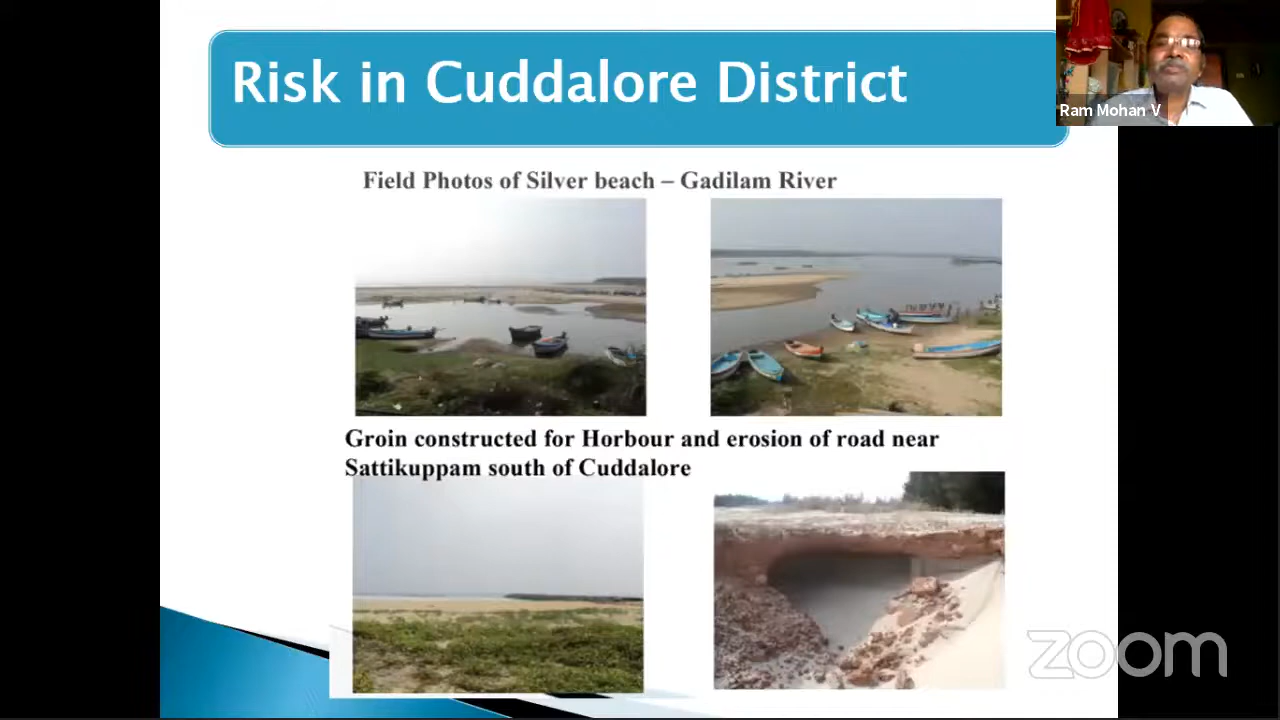 Risk in Cuddalore District
Ram Mohan V
Field Photos of Silver beach – Gadilam River
Groin constructed for Horbour and erosion of road near
Sattikuppam south of Cuddalore
zoom